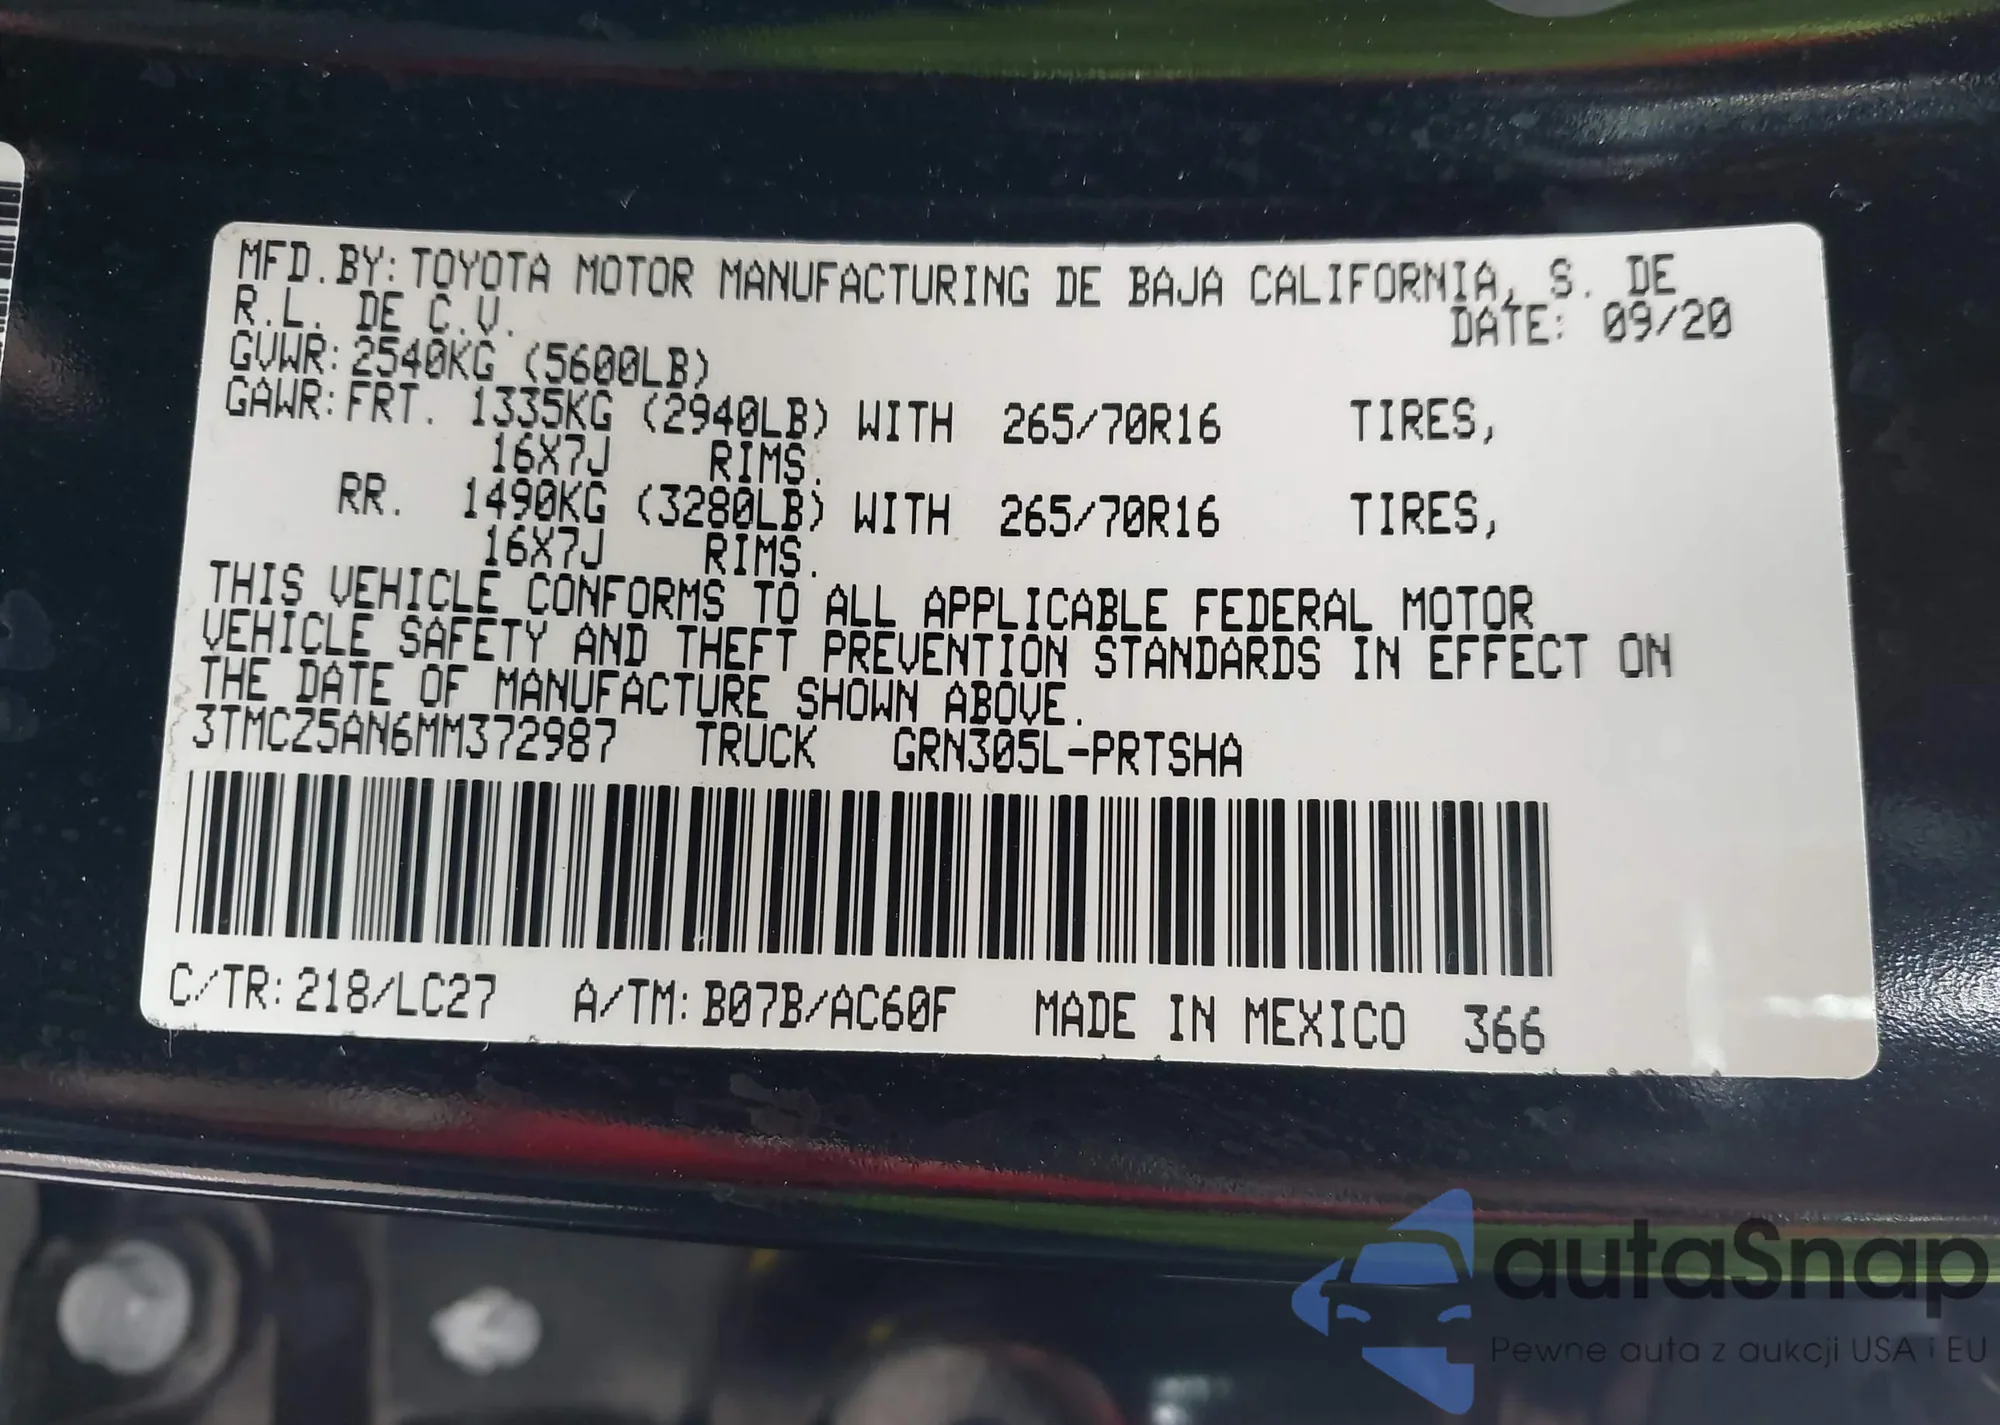 MFD.BY: TOYOTA MOTOR MANUFACTURING DE BAJA CALIFORNIA, S. DE
R.L. DE C.V. DATE: 09/20
GVWR: 2540KG (5600LB)
GAWR: FRT. 1335KG (2940LB) WITH 265/70R16 TIRES,
16X7J RIMS.
RR. 1490KG (3280LB) WITH 265/70R16 TIRES,
16X7J RIMS.
THIS VEHICLE CONFORMS TO ALL APPLICABLE FEDERAL MOTOR
VEHICLE SAFETY AND THEFT PREVENTION STANDARDS IN EFFECT ON
THE DATE OF MANUFACTURE SHOWN ABOVE.
3TMCZ5AN6MM372987 TRUCK GRN305L-PRTSHA
C/TR: 218/LC27 A/TM: B07B/AC60F MADE IN MEXICO 366
autaSnap
Pewne auta z aukcji USA i EU